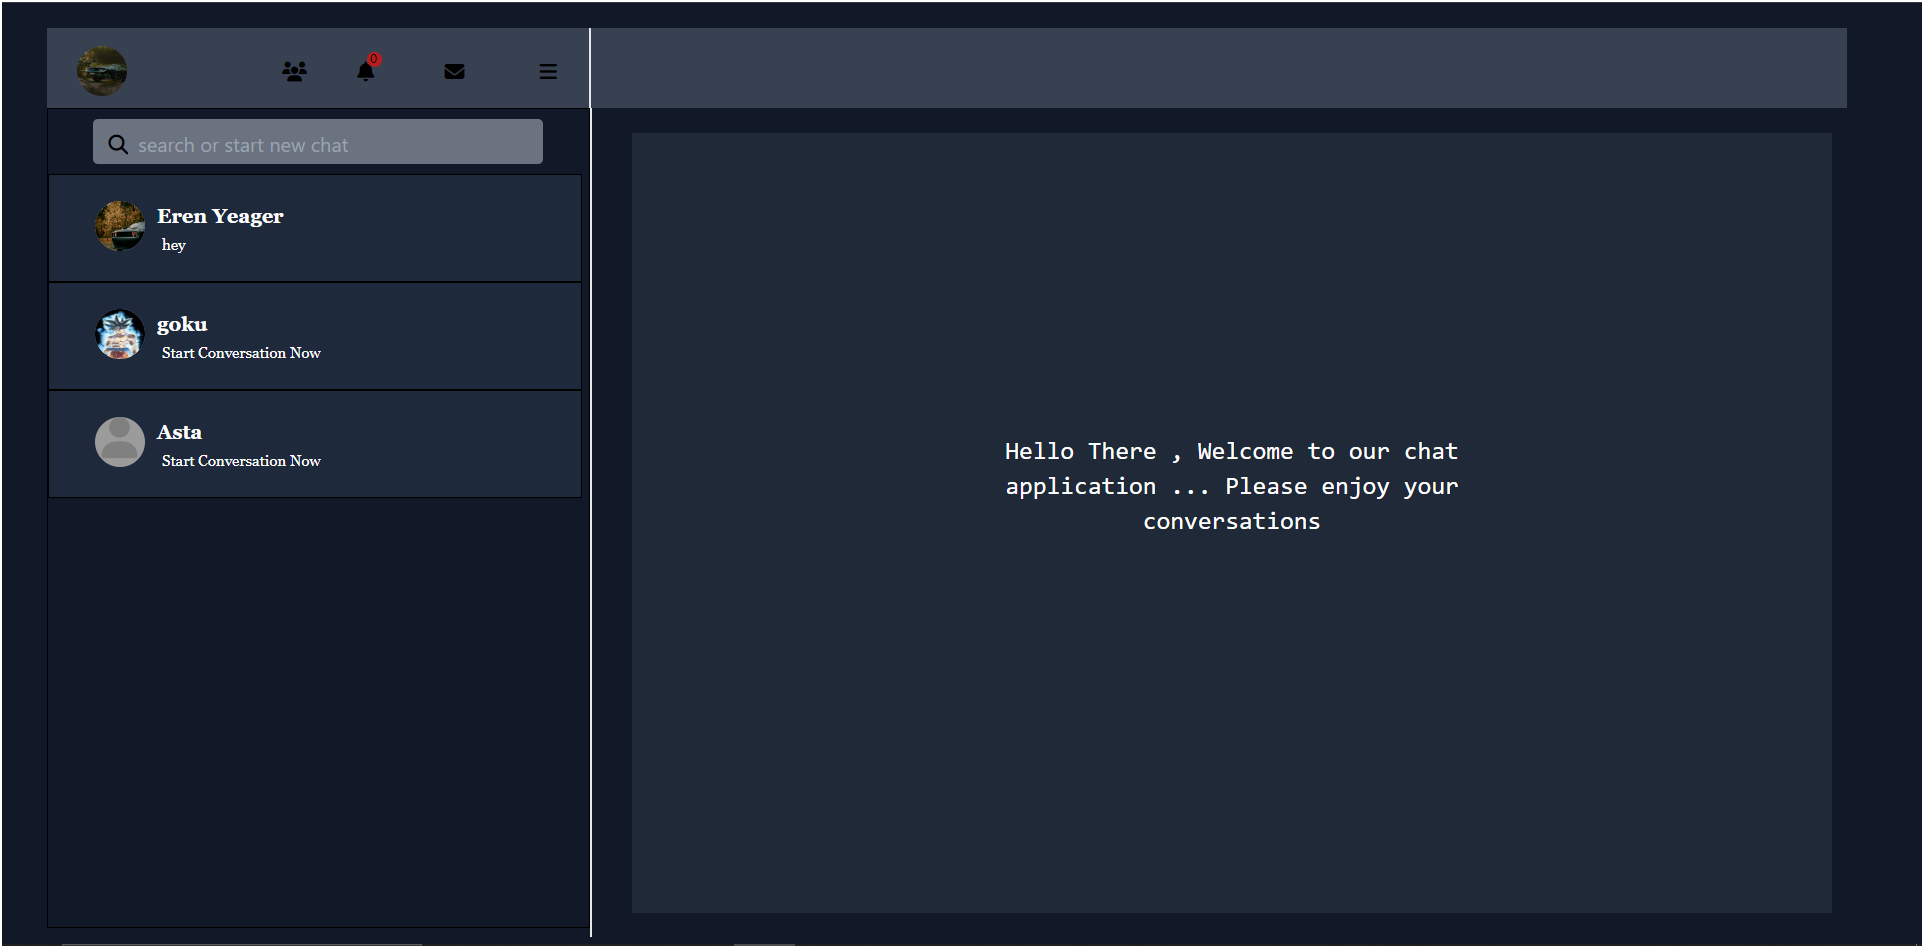 0
search or start new chat
Eren Yeager
hey
goku
Start Conversation Now
Asta
Start Conversation Now
Hello There , Welcome to our chat
application ... Please enjoy your
conversations